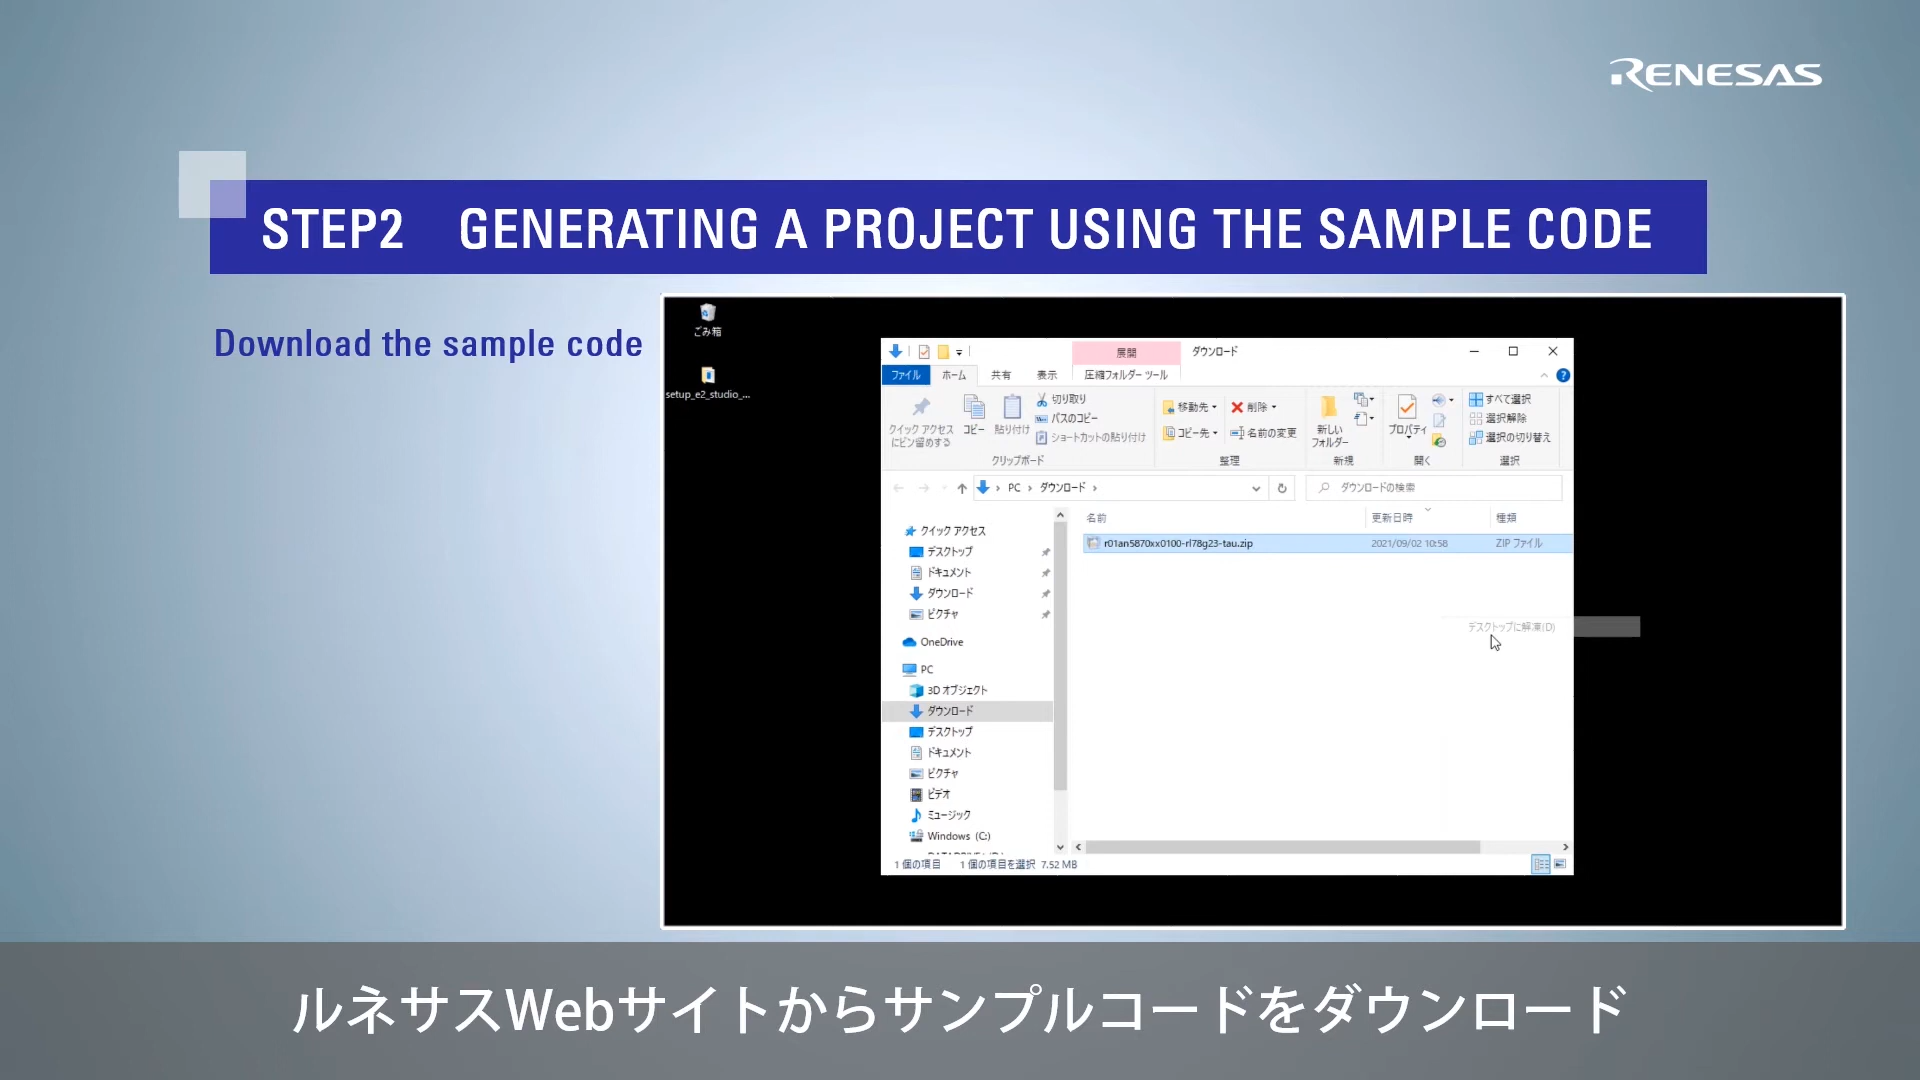 RENESAS
STEP2 GENERATING A PROJECT USING THE SAMPLE CODE
Download the sample code
ごみ箱
setup_e2_studio_...
展開
ダウンロード
ファイル
ホーム
共有
表示
圧縮フォルダー ツール
クイック アクセス
にピン留めする
コピー
貼り付け
切り取り
パスのコピー
ショートカットの貼り付け
クリップボード
移動先
削除
コピー先
名前の変更
整理
新しい
フォルダー
新規
プロパティ
開く
すべて選択
選択解除
選択の切り替え
選択
PC › ダウンロード ›
ダウンロードの検索
名前
更新日時
種類
r01an5870xx0100-rl78g23-tau.zip
2021/09/02 10:58
ZIP ファイル
クイック アクセス
デスクトップ
ドキュメント
ダウンロード
ピクチャ
OneDrive
PC
3D オブジェクト
ダウンロード
デスクトップ
ドキュメント
ピクチャ
ビデオ
ミュージック
Windows (C:)
デスクトップに解凍(D)
1 個の項目
1 個の項目を選択 7.52 MB
ルネサスWebサイトからサンプルコードをダウンロード